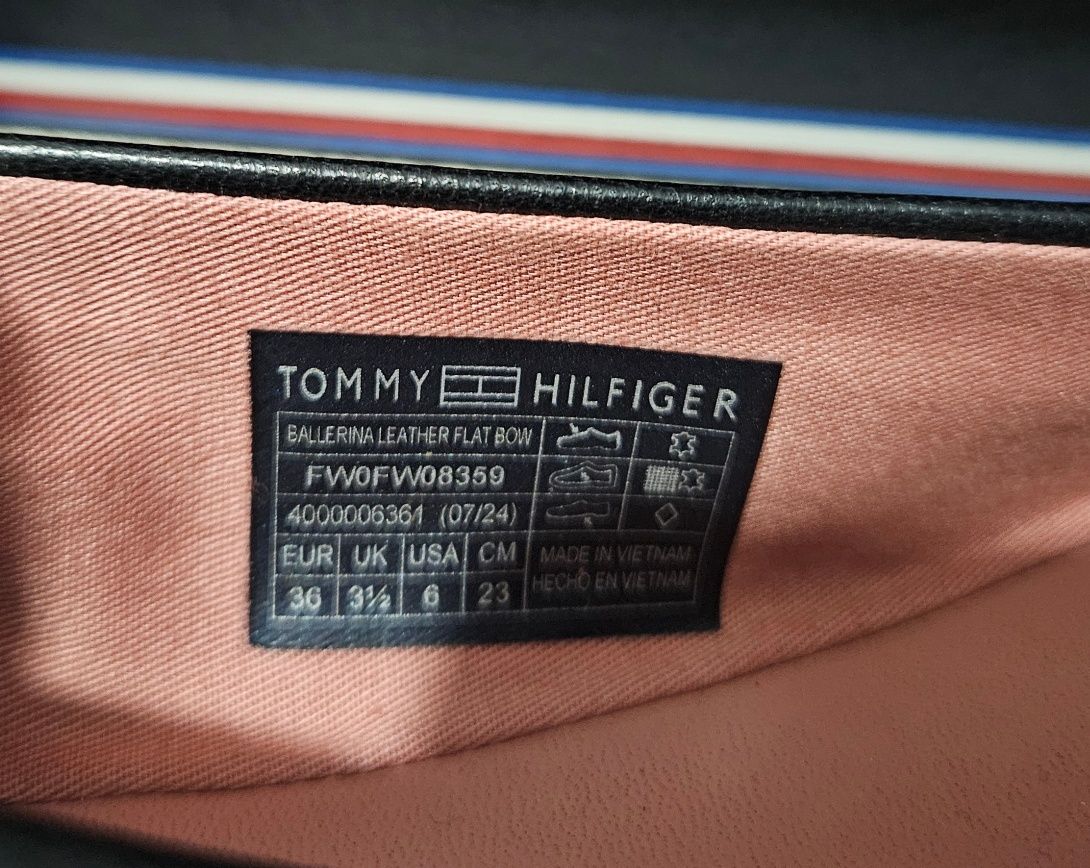 TOMMY HILFIGER
BALLERINA LEATHER FLAT BOW
FW0FW08359
4000006361 (07/24)
EUR UK USA CM
36 3½ 6 23
MADE IN VIETNAM
HECHO EN VIETNAM